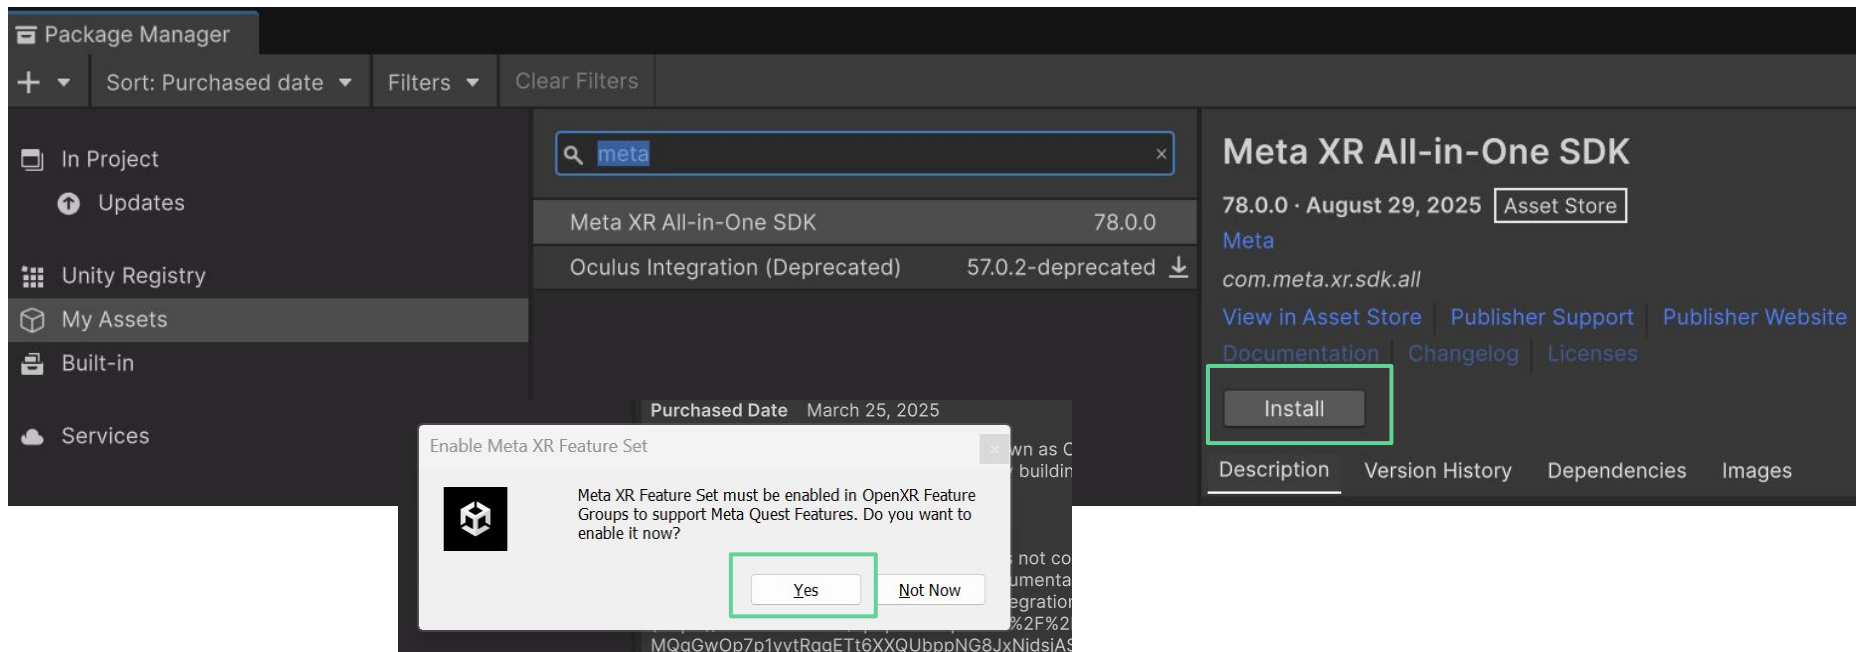 Package Manager
Sort: Purchased date
Filters
Clear Filters
In Project
Updates
Unity Registry
My Assets
Built-in
Services
meta
Meta XR All-in-One SDK 78.0.0
Oculus Integration (Deprecated) 57.0.2-deprecated
Meta XR All-in-One SDK
78.0.0 · August 29, 2025 Asset Store
Meta
com.meta.xr.sdk.all
View in Asset Store Publisher Support Publisher Website
Documentation Changelog Licenses
Install
Description Version History Dependencies Images
Purchased Date March 25, 2025
Enable Meta XR Feature Set
Meta XR Feature Set must be enabled in OpenXR Feature
Groups to support Meta Quest Features. Do you want to
enable it now?
Yes Not Now